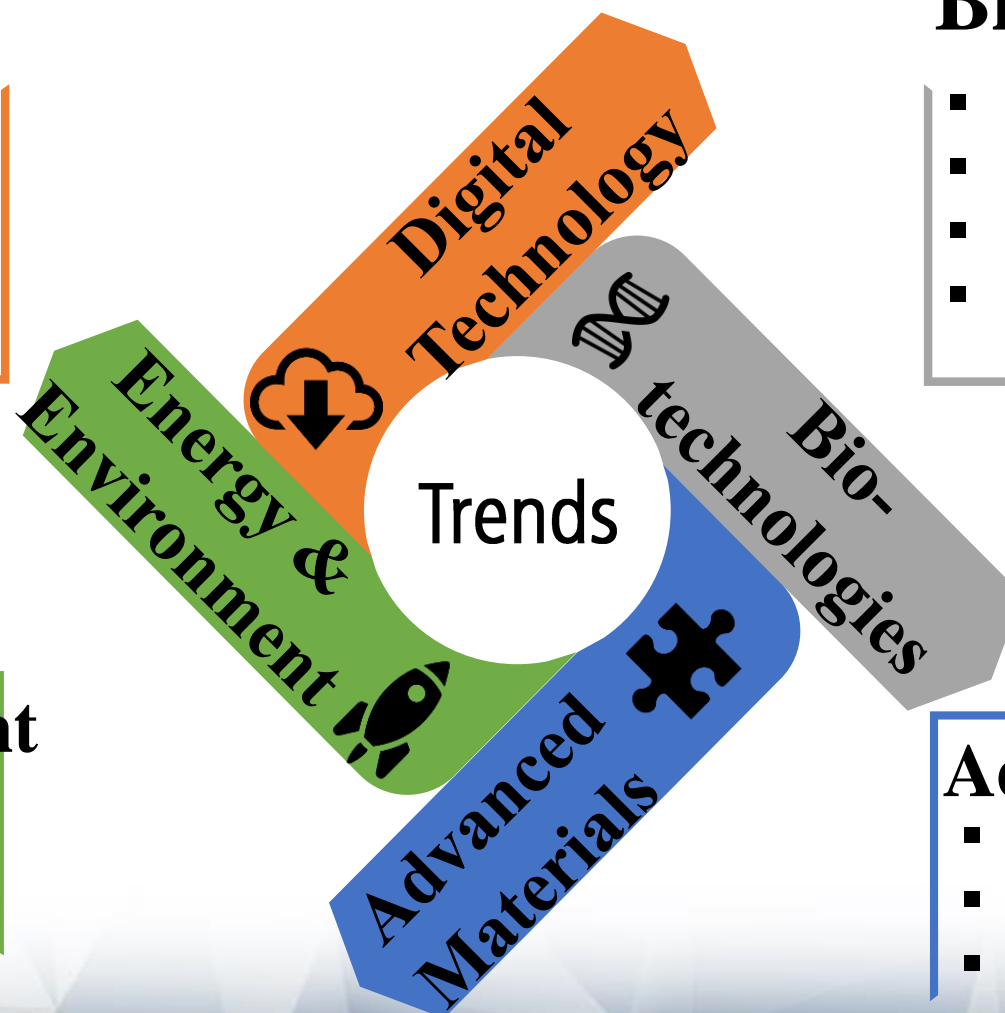 Digital
Technology
Bio-
technologies
Energy &
Environment
Trends
Advanced
Materials